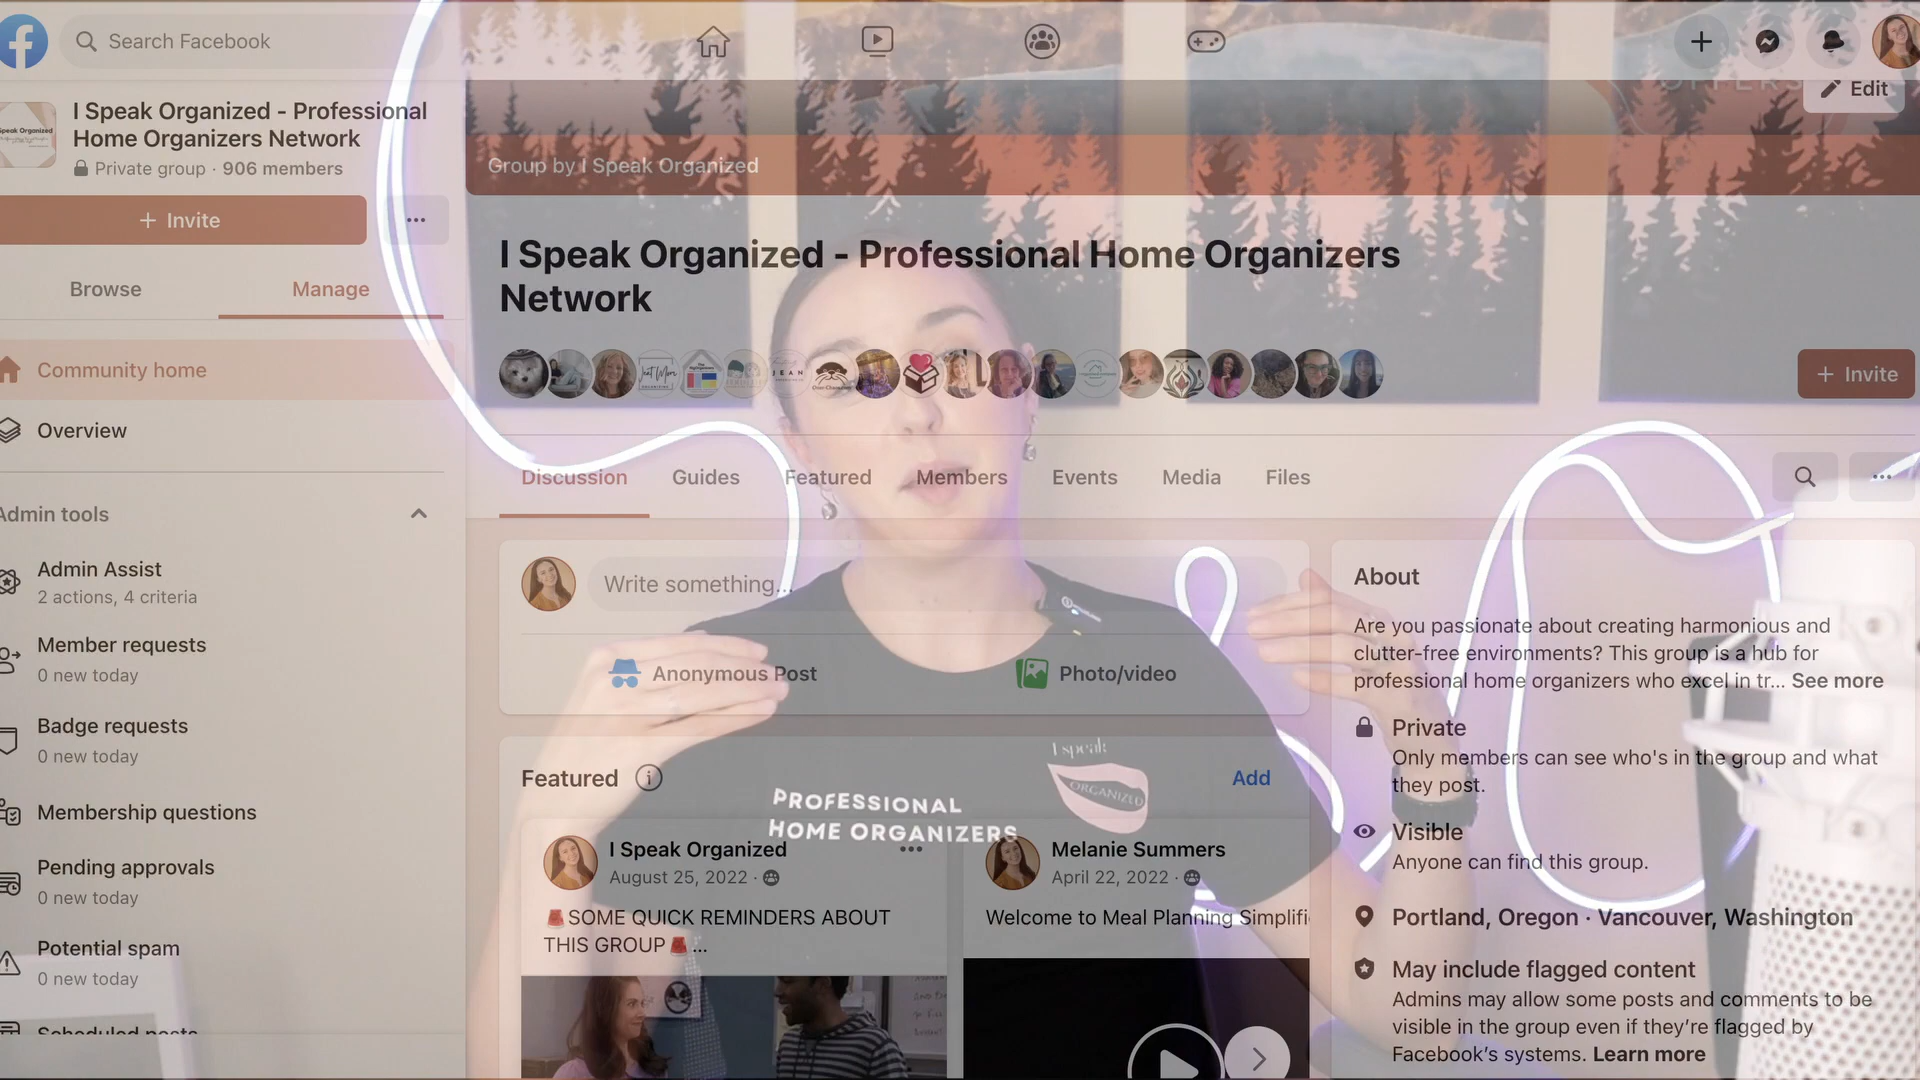 Search Facebook
OFFERS
Edit
I Speak Organized - Professional
Home Organizers Network
Private group · 906 members
+ Invite
Browse
Manage
Community home
Overview
Admin tools
Admin Assist
2 actions, 4 criteria
Member requests
0 new today
Badge requests
0 new today
Membership questions
Pending approvals
0 new today
Potential spam
0 new today
Scheduled posts
Group by I Speak Organized
I Speak Organized - Professional Home Organizers
Network
JEAN
+ Invite
Discussion
Guides
Featured
Members
Events
Media
Files
Write something...
Anonymous Post
Photo/video
Featured
Add
I Speak Organized
August 25, 2022 ·
SOME QUICK REMINDERS ABOUT
THIS GROUP ...
Melanie Summers
April 22, 2022 ·
Welcome to Meal Planning Simplifi
PROFESSIONAL
HOME ORGANIZERS
I speak
ORGANIZED
About
Are you passionate about creating harmonious and
clutter-free environments? This group is a hub for
professional home organizers who excel in tr... See more
Private
Only members can see who's in the group and what
they post.
Visible
Anyone can find this group.
Portland, Oregon · Vancouver, Washington
May include flagged content
Admins may allow some posts and comments to be
visible in the group even if they're flagged by
Facebook's systems. Learn more